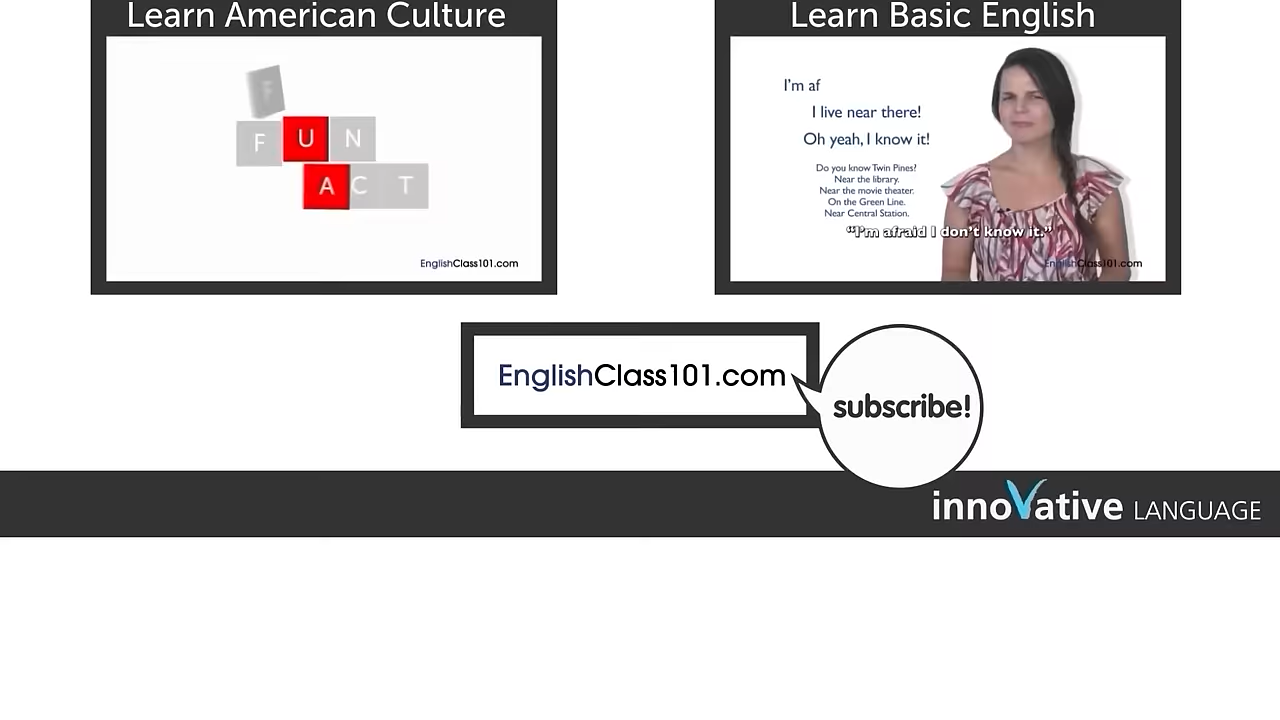 Learn American Culture
F
F U N
A C T
EnglishClass101.com
Learn Basic English
I'm af
I live near there!
Oh yeah, I know it!
Do you know Twin Pines?
Near the library.
Near the movie theater.
On the Green Line.
Near Central Station.
“I'm afraid I don't know it.”
EnglishClass101.com
EnglishClass101.com
subscribe!
innoVative LANGUAGE